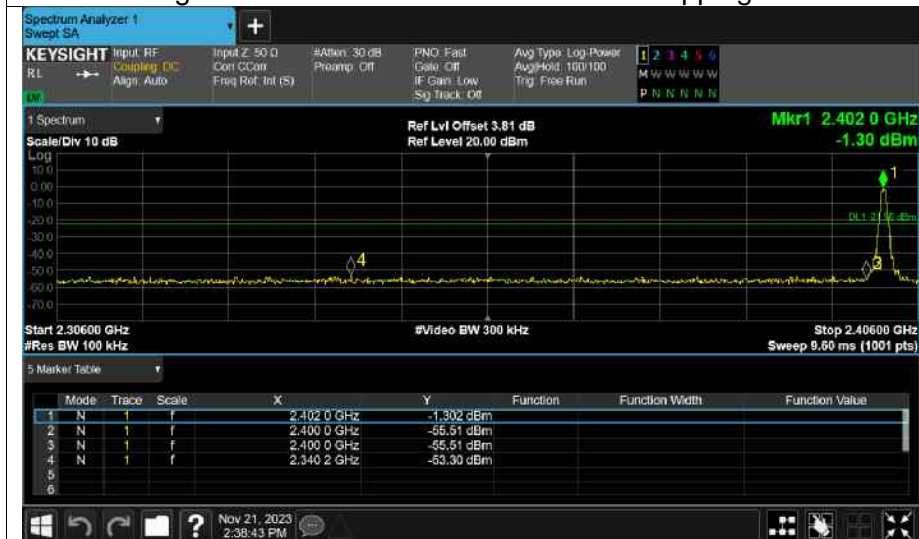 Spectrum Analyzer 1
Swept SA
+
KEYSIGHT
RL
Input: RF
Coupling: DC
Align: Auto
Input Z: 50 Ω
Corr CCorr
Freq Ref: Int (S)
#Atten: 30 dB
Preamp: Off
PNO: Fast
Gate: Off
IF Gain: Low
Sig Track: Off
Avg Type: Log-Power
Avg|Hold: 100/100
Trig: Free Run
1 2 3 4 5 6
M W W W W W
P N N N N N
1 Spectrum
Scale/Div 10 dB
Ref Lvl Offset 3.81 dB
Ref Level 20.00 dBm
Mkr1 2.402 0 GHz
-1.30 dBm
Log
10.0
0.00
-10.0
-20.0
-30.0
-40.0
-50.0
-60.0
-70.0
1
4
3
Start 2.30600 GHz
#Video BW 300 kHz
Stop 2.40600 GHz
#Res BW 100 kHz
Sweep 9.60 ms (1001 pts)
5 Marker Table
Mode Trace Scale X Y Function Function Width Function Value
1 N 1 f 2.402 0 GHz -1.302 dBm
2 N 1 f 2.400 0 GHz -55.51 dBm
3 N 1 f 2.400 0 GHz -55.51 dBm
4 N 1 f 2.340 2 GHz -53.30 dBm
5
6
?
Nov 21, 2023
2:38:43 PM